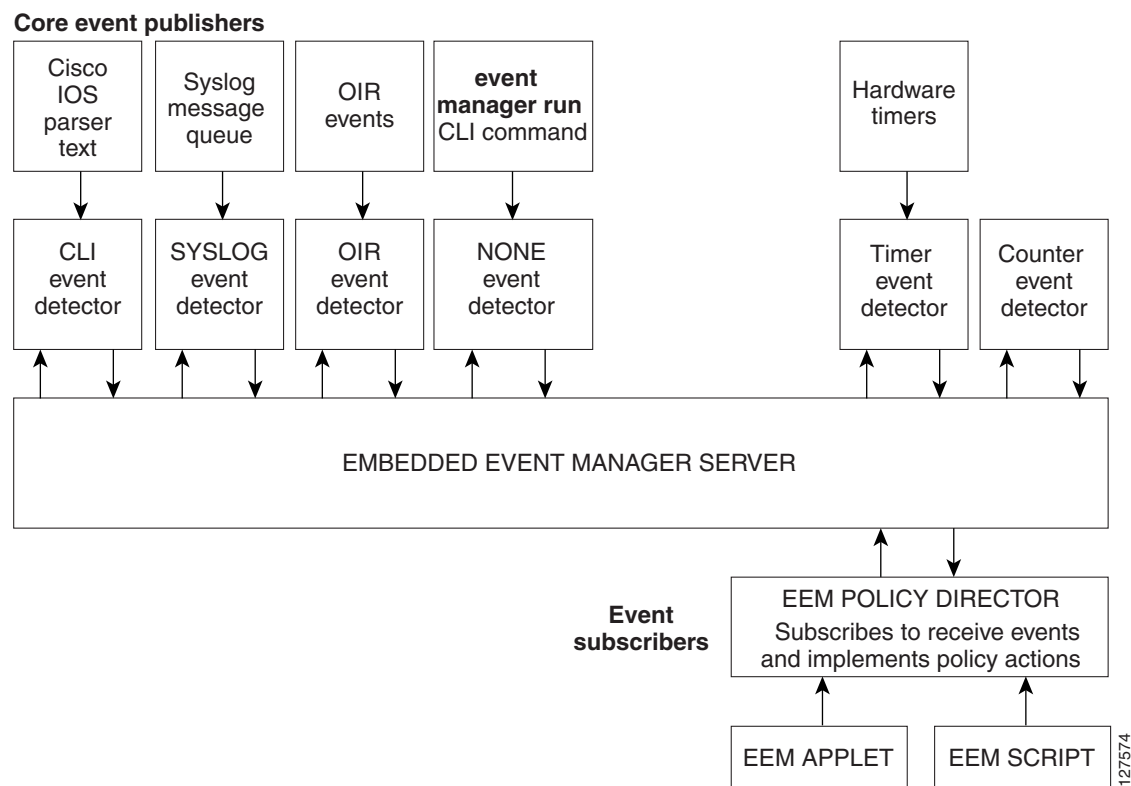 Core event publishers
Cisco
IOS
parser
text
Syslog
message
queue
OIR
events
event
manager run
CLI command
Hardware
timers
CLI
event
detector
SYSLOG
event
detector
OIR
event
detector
NONE
event
detector
Timer
event
detector
Counter
event
detector
EMBEDDED EVENT MANAGER SERVER
Event
subscribers
EEM POLICY DIRECTOR
Subscribes to receive events
and implements policy actions
EEM APPLET
EEM SCRIPT
127574